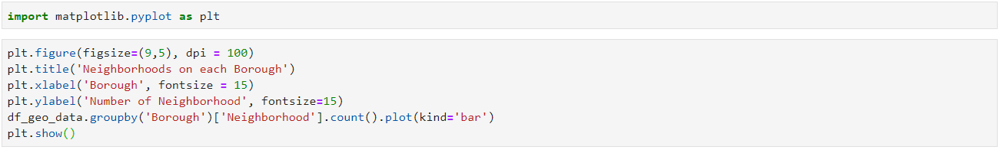 import matplotlib.pyplot as plt
plt.figure(figsize=(9,5), dpi = 100)
plt.title('Neighborhoods on each Borough')
plt.xlabel('Borough', fontsize = 15)
plt.ylabel('Number of Neighborhood', fontsize=15)
df_geo_data.groupby('Borough')['Neighborhood'].count().plot(kind='bar')
plt.show()